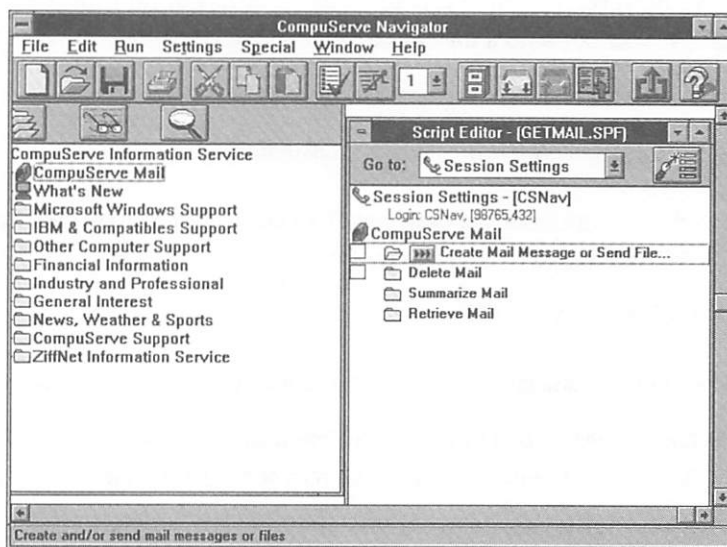 CompuServe Navigator
File Edit Run Settings Special Window Help
1
CompuServe Information Service
CompuServe Mail
What's New
Microsoft Windows Support
IBM & Compatibles Support
Other Computer Support
Financial Information
Industry and Professional
General Interest
News, Weather & Sports
CompuServe Support
ZiffNet Information Service
Script Editor - (GETMAIL.SPF)
Go to: Session Settings
Session Settings - [CSNav]
Login: CSNav, [98765,432]
CompuServe Mail
Create Mail Message or Send File...
Delete Mail
Summarize Mail
Retrieve Mail
Create and/or send mail messages or files